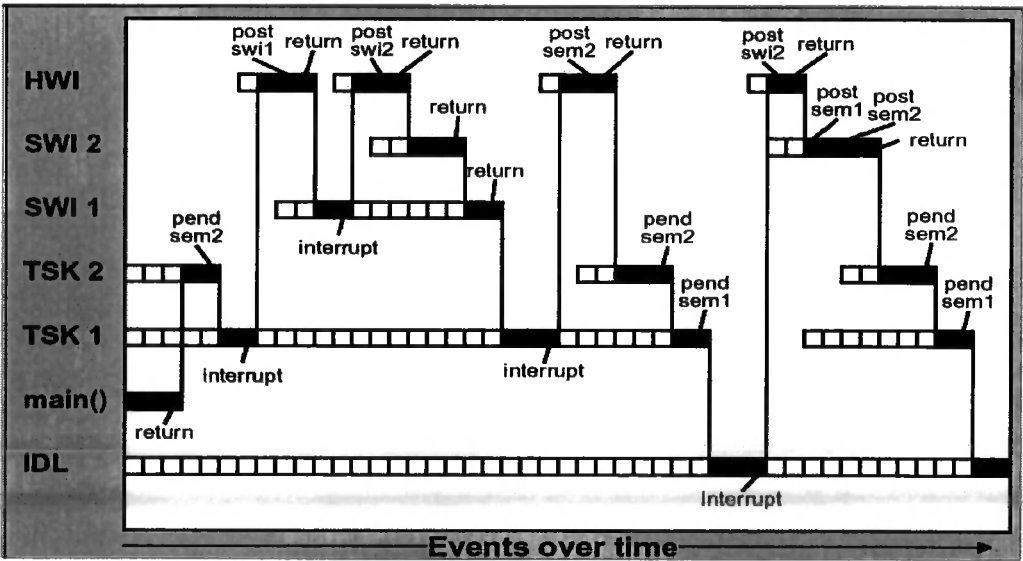 post
swi1
return
post
swi2
return
post
sem2
return
post
swi2
return
HWI
post
sem1
post
sem2
return
SWI 2
return
return
SWI 1
interrupt
pend
sem2
pend
sem2
pend
sem2
TSK 2
pend
sem1
pend
sem1
TSK 1
interrupt
interrupt
main()
return
IDL
Interrupt
Events over time